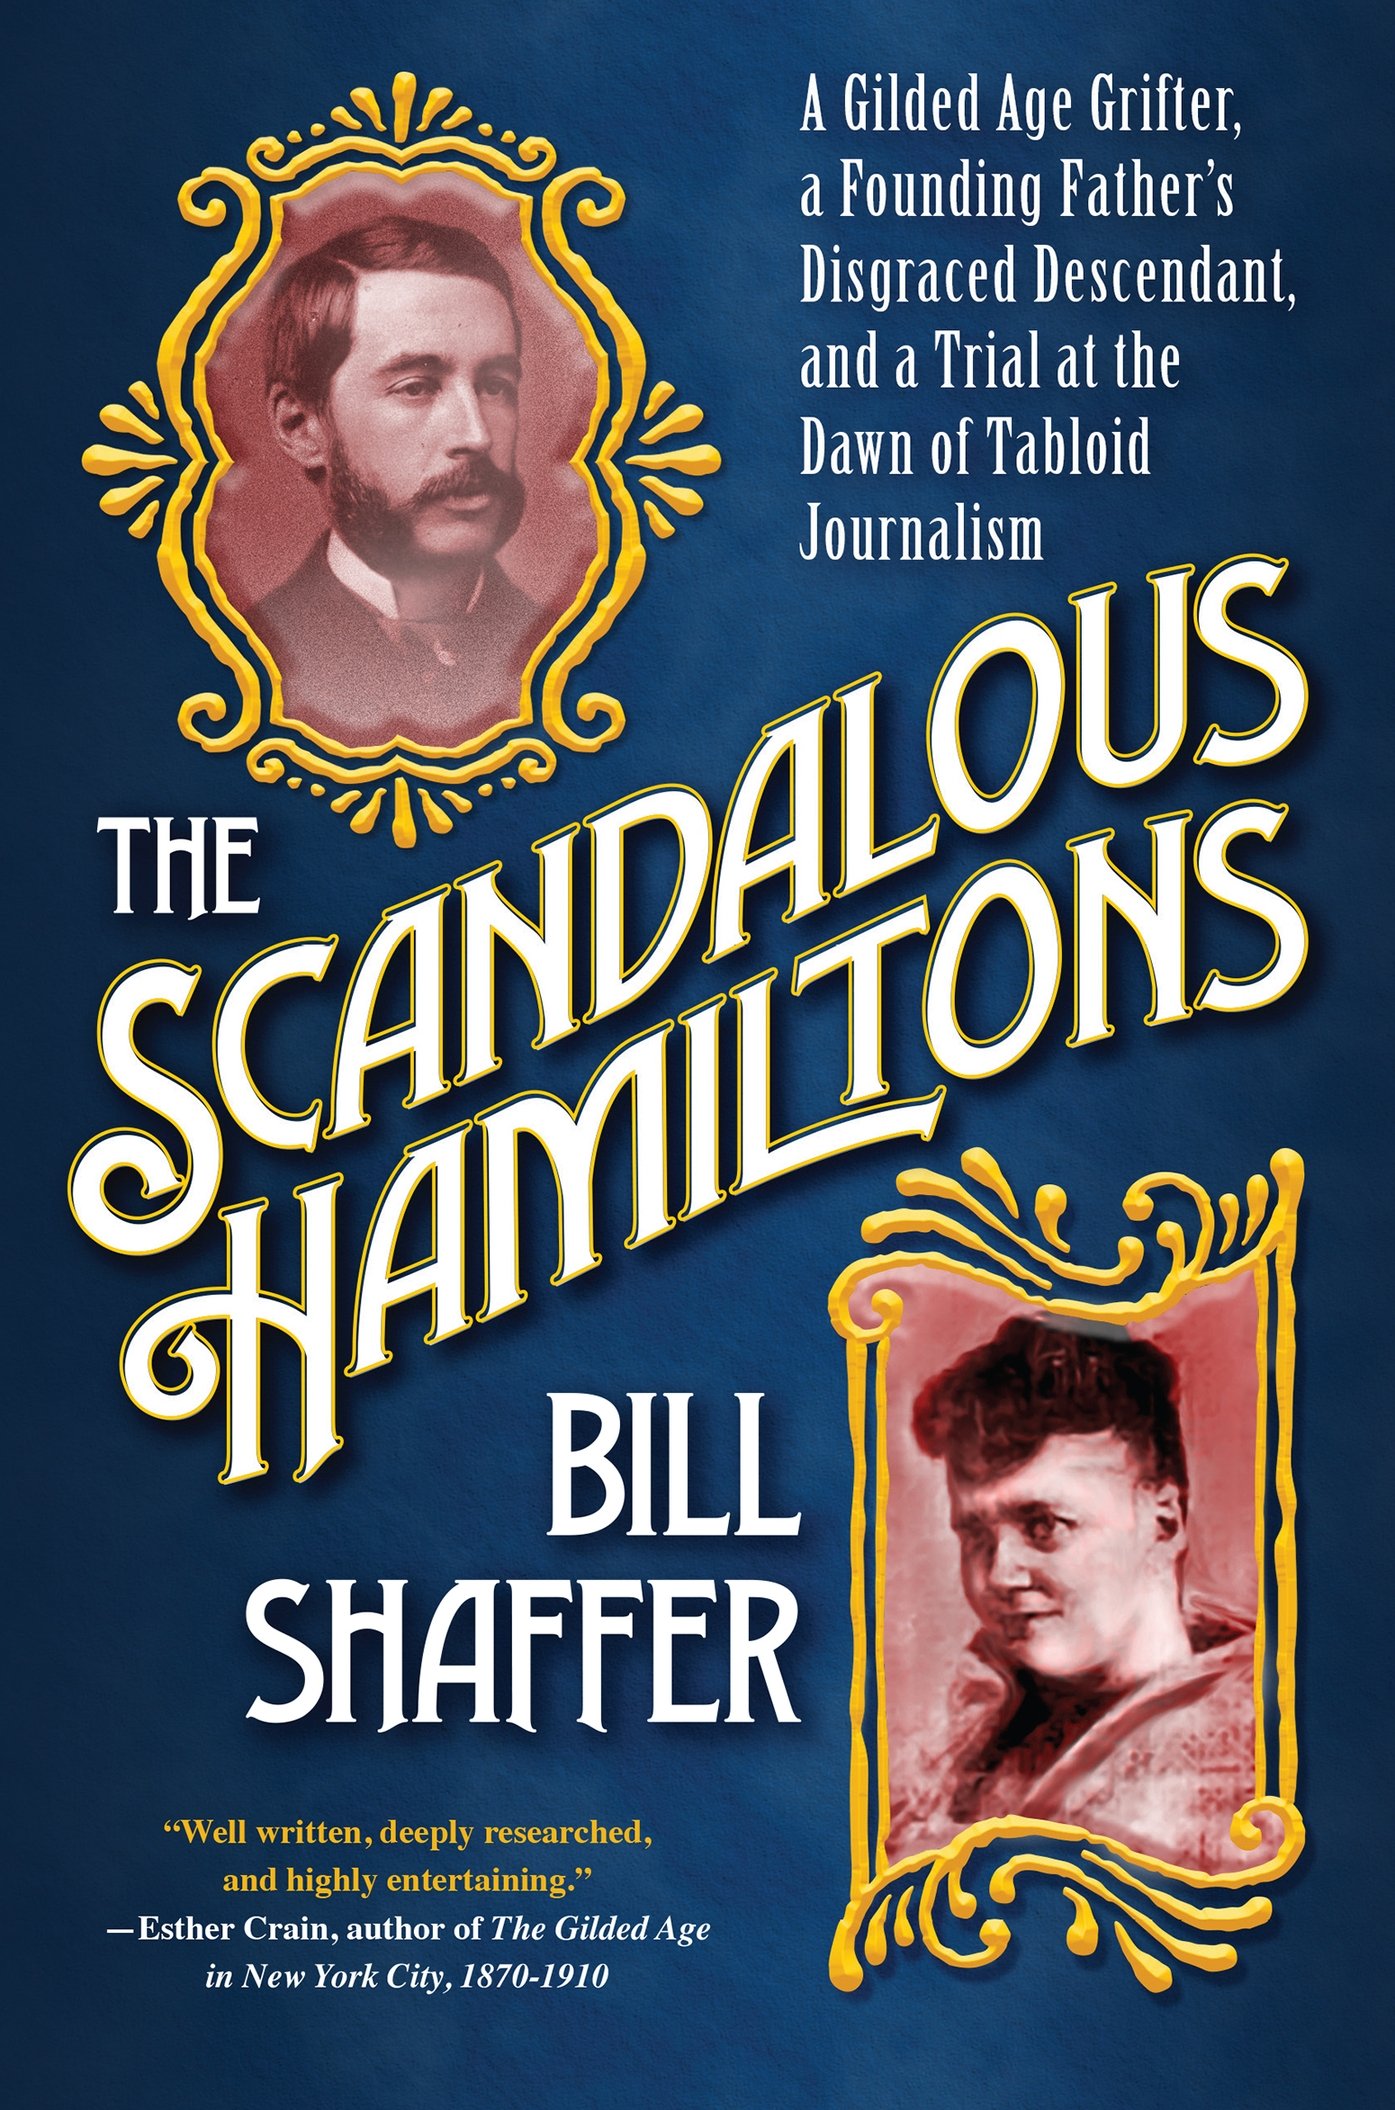 A Gilded Age Grifter,
a Founding Father’s
Disgraced Descendant,
and a Trial at the
Dawn of Tabloid
Journalism
THE
SCANDALOUS
HAMILTONS
BILL
SHAFFER
“Well written, deeply researched,
and highly entertaining.”
—Esther Crain, author of The Gilded Age
in New York City, 1870-1910